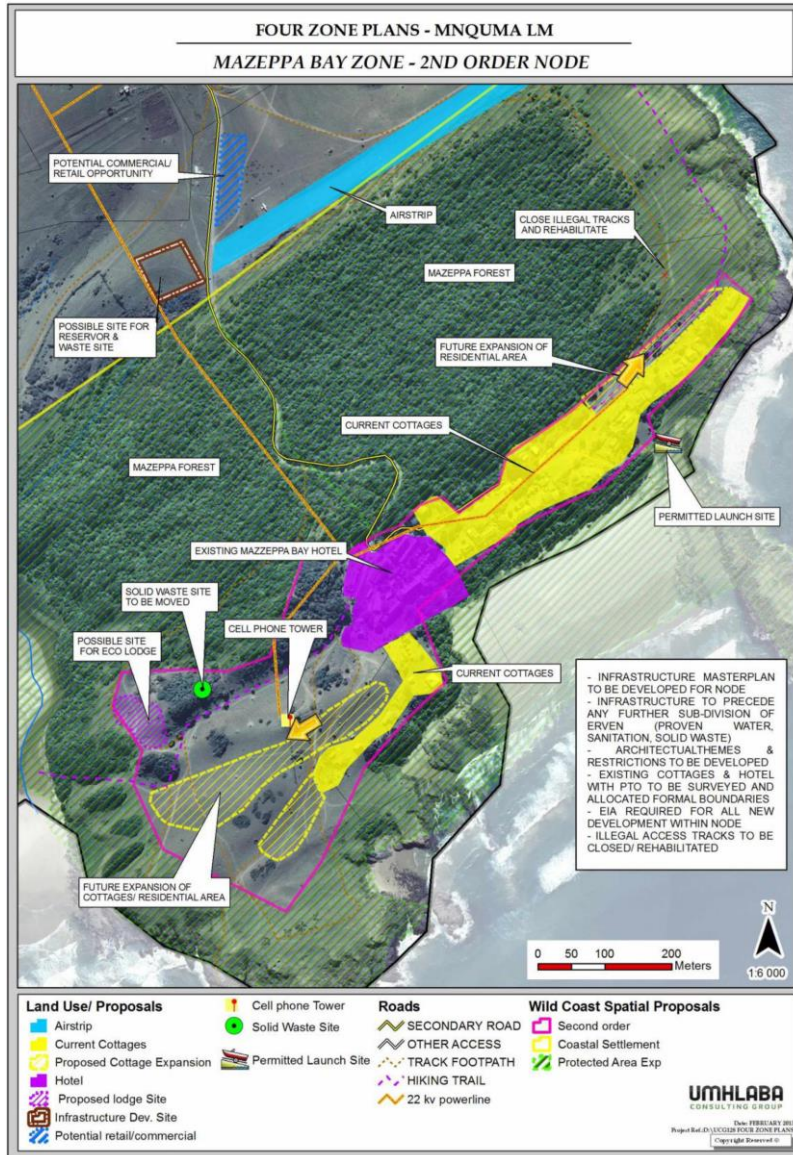 FOUR ZONE PLANS - MNQUMA LM
MAZEPPA BAY ZONE - 2ND ORDER NODE
POTENTIAL COMMERCIAL/
RETAIL OPPORTUNITY
AIRSTRIP
CLOSE ILLEGAL TRACKS
AND REHABILITATE
MAZEPPA FOREST
POSSIBLE SITE FOR
RESERVOR &
WASTE SITE
FUTURE EXPANSION OF
RESIDENTIAL AREA
CURRENT COTTAGES
MAZEPPA FOREST
PERMITTED LAUNCH SITE
EXISTING MAZZEPPA BAY HOTEL
SOLID WASTE SITE
TO BE MOVED
CELL PHONE TOWER
POSSIBLE SITE
FOR ECO LODGE
CURRENT COTTAGES
- INFRASTRUCTURE MASTERPLAN
TO BE DEVELOPED FOR NODE
- INFRASTRUCTURE TO PRECEDE
ANY FURTHER SUB-DIVISION OF
ERVEN (PROVEN WATER,
SANITATION, SOLID WASTE)
- ARCHITECTUALTHEMES &
RESTRICTIONS TO BE DEVELOPED
- EXISTING COTTAGES & HOTEL
WITH PTO TO BE SURVEYED AND
ALLOCATED FORMAL BOUNDARIES
- EIA REQUIRED FOR ALL NEW
DEVELOPMENT WITHIN NODE
- ILLEGAL ACCESS TRACKS TO BE
CLOSED/ REHABILITATED
FUTURE EXPANSION OF
COTTAGES/ RESIDENTIAL AREA
N
0 50 100 200
Meters
1:6 000
Land Use/ Proposals
Airstrip
Current Cottages
Proposed Cottage Expansion
Hotel
Proposed lodge Site
Infrastructure Dev. Site
Potential retail/commercial
Cell phone Tower
Solid Waste Site
Permitted Launch Site
Roads
SECONDARY ROAD
OTHER ACCESS
TRACK FOOTPATH
HIKING TRAIL
22 kv powerline
Wild Coast Spatial Proposals
Second order
Coastal Settlement
Protected Area Exp
UMHLABA
CONSULTING GROUP
Date: FEBRUARY
Project Ref: FOUR ZONE PLANS
Copyright Reserved ©